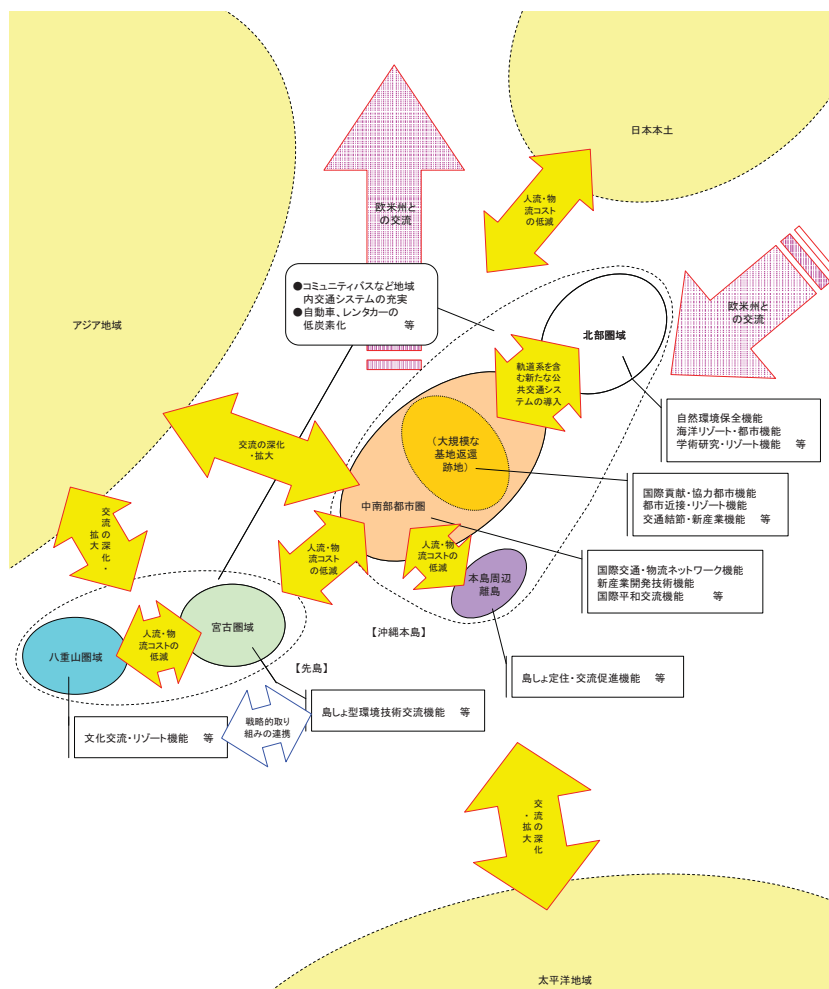 日本本土
人流・物
流コスト
の低減
欧米州と
の交流
欧米州と
の交流
●コミュニティバスなど地域
内交通システムの充実
●自動車、レンタカーの
低炭素化 等
アジア地域
北部圏域
軌道系を含
む新たな公
共交通シス
テムの導入
自然環境保全機能
海洋リゾート・都市機能
学術研究・リゾート機能 等
交流の深化
・拡大
(大規模な
基地返還
跡地)
中南部都市圏
国際貢献・協力都市機能
都市近接・リゾート機能
交通結節・新産業機能 等
交流の深化・
拡大
人流・物
流コスト
の低減
人流・物
流コストの
低減
本島周辺
離島
国際交通・物流ネットワーク機能
新産業開発技術機能
国際平和交流機能 等
宮古圏域
人流・物
流コストの
低減
八重山圏域
【沖縄本島】
【先島】
島しょ定住・交流促進機能 等
島しょ型環境技術交流機能 等
戦略的取り
組みの連携
文化交流・リゾート機能 等
交流の深化
・拡大
太平洋地域